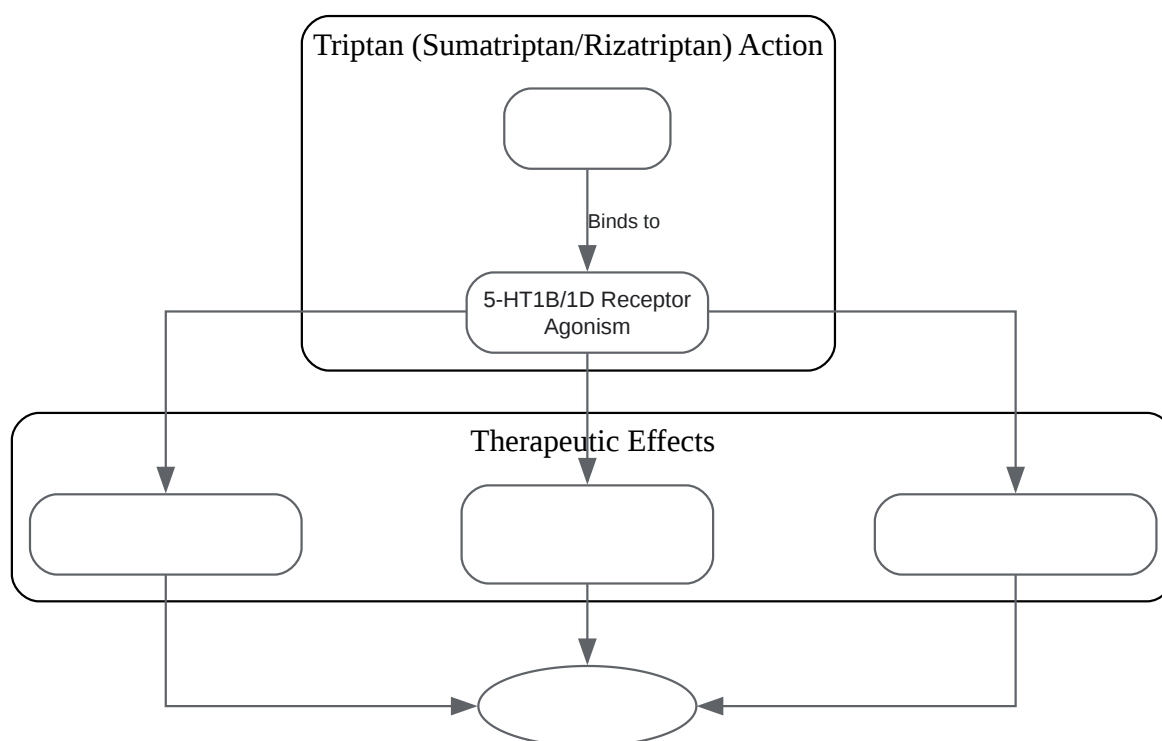 Triptan (Sumatriptan/Rizatriptan) Action
Binds to
5-HT1B/1D Receptor
Agonism
Therapeutic Effects